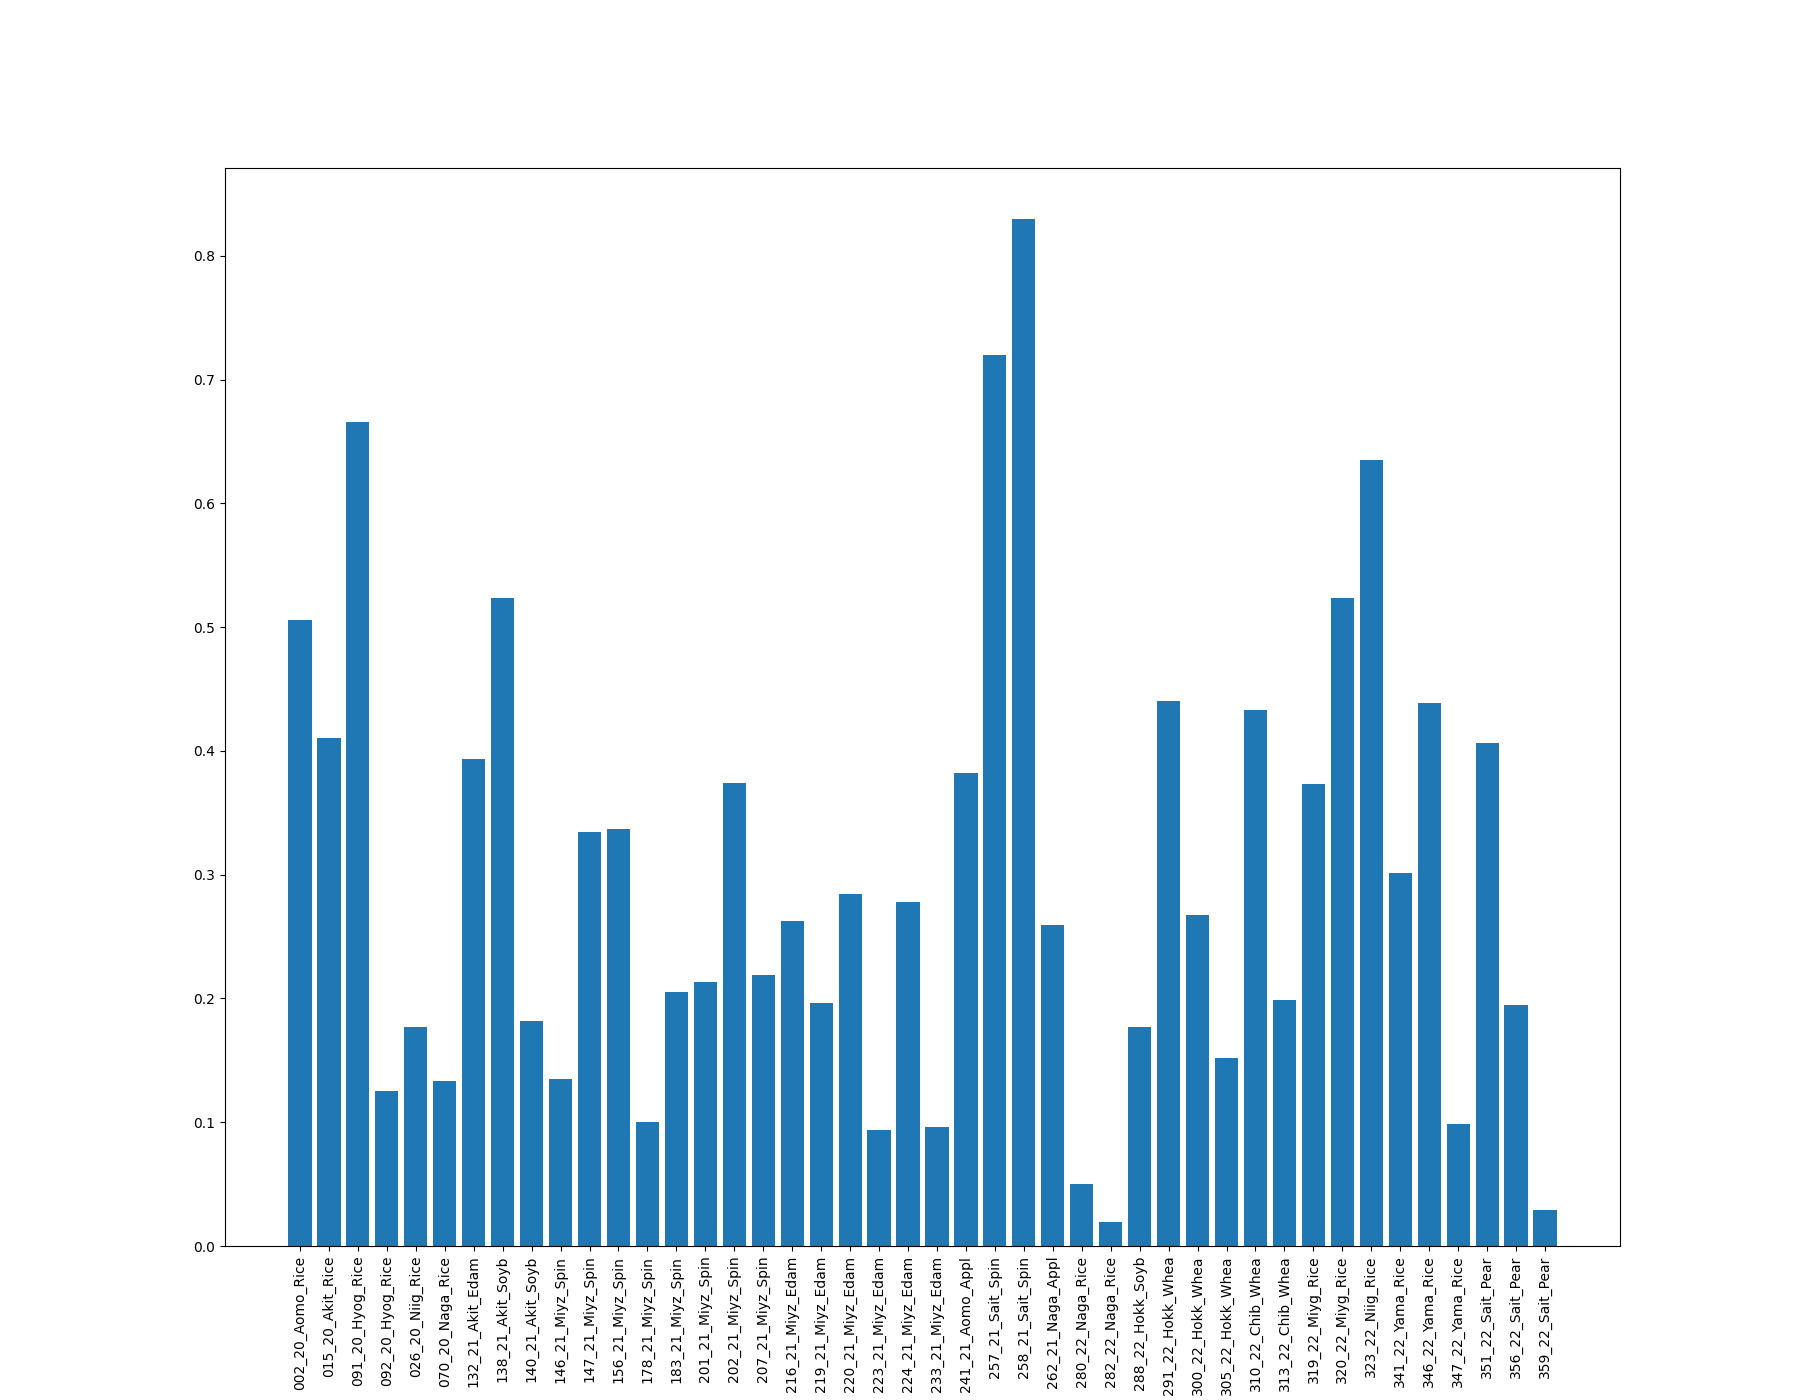 0.8
0.7
0.6
0.5
0.4
0.3
0.2
0.1
0.0
002_20_Aomo_Rice
015_20_Akit_Rice
091_20_Hyog_Rice
092_20_Hyog_Rice
026_20_Niig_Rice
070_20_Naga_Rice
132_21_Akit_Edam
138_21_Akit_Soyb
140_21_Akit_Soyb
146_21_Miyz_Spin
147_21_Miyz_Spin
156_21_Miyz_Spin
178_21_Miyz_Spin
183_21_Miyz_Spin
201_21_Miyz_Spin
202_21_Miyz_Spin
207_21_Miyz_Spin
216_21_Miyz_Edam
219_21_Miyz_Edam
220_21_Miyz_Edam
223_21_Miyz_Edam
224_21_Miyz_Edam
233_21_Miyz_Edam
241_21_Aomo_Appl
257_21_Sait_Spin
258_21_Sait_Spin
262_21_Naga_Appl
280_22_Naga_Rice
282_22_Naga_Rice
288_22_Hokk_Soyb
291_22_Hokk_Whea
300_22_Hokk_Whea
305_22_Hokk_Whea
310_22_Chib_Whea
313_22_Chib_Whea
319_22_Miyg_Rice
320_22_Miyg_Rice
323_22_Niig_Rice
341_22_Yama_Rice
346_22_Yama_Rice
347_22_Yama_Rice
351_22_Sait_Pear
356_22_Sait_Pear
359_22_Sait_Pear